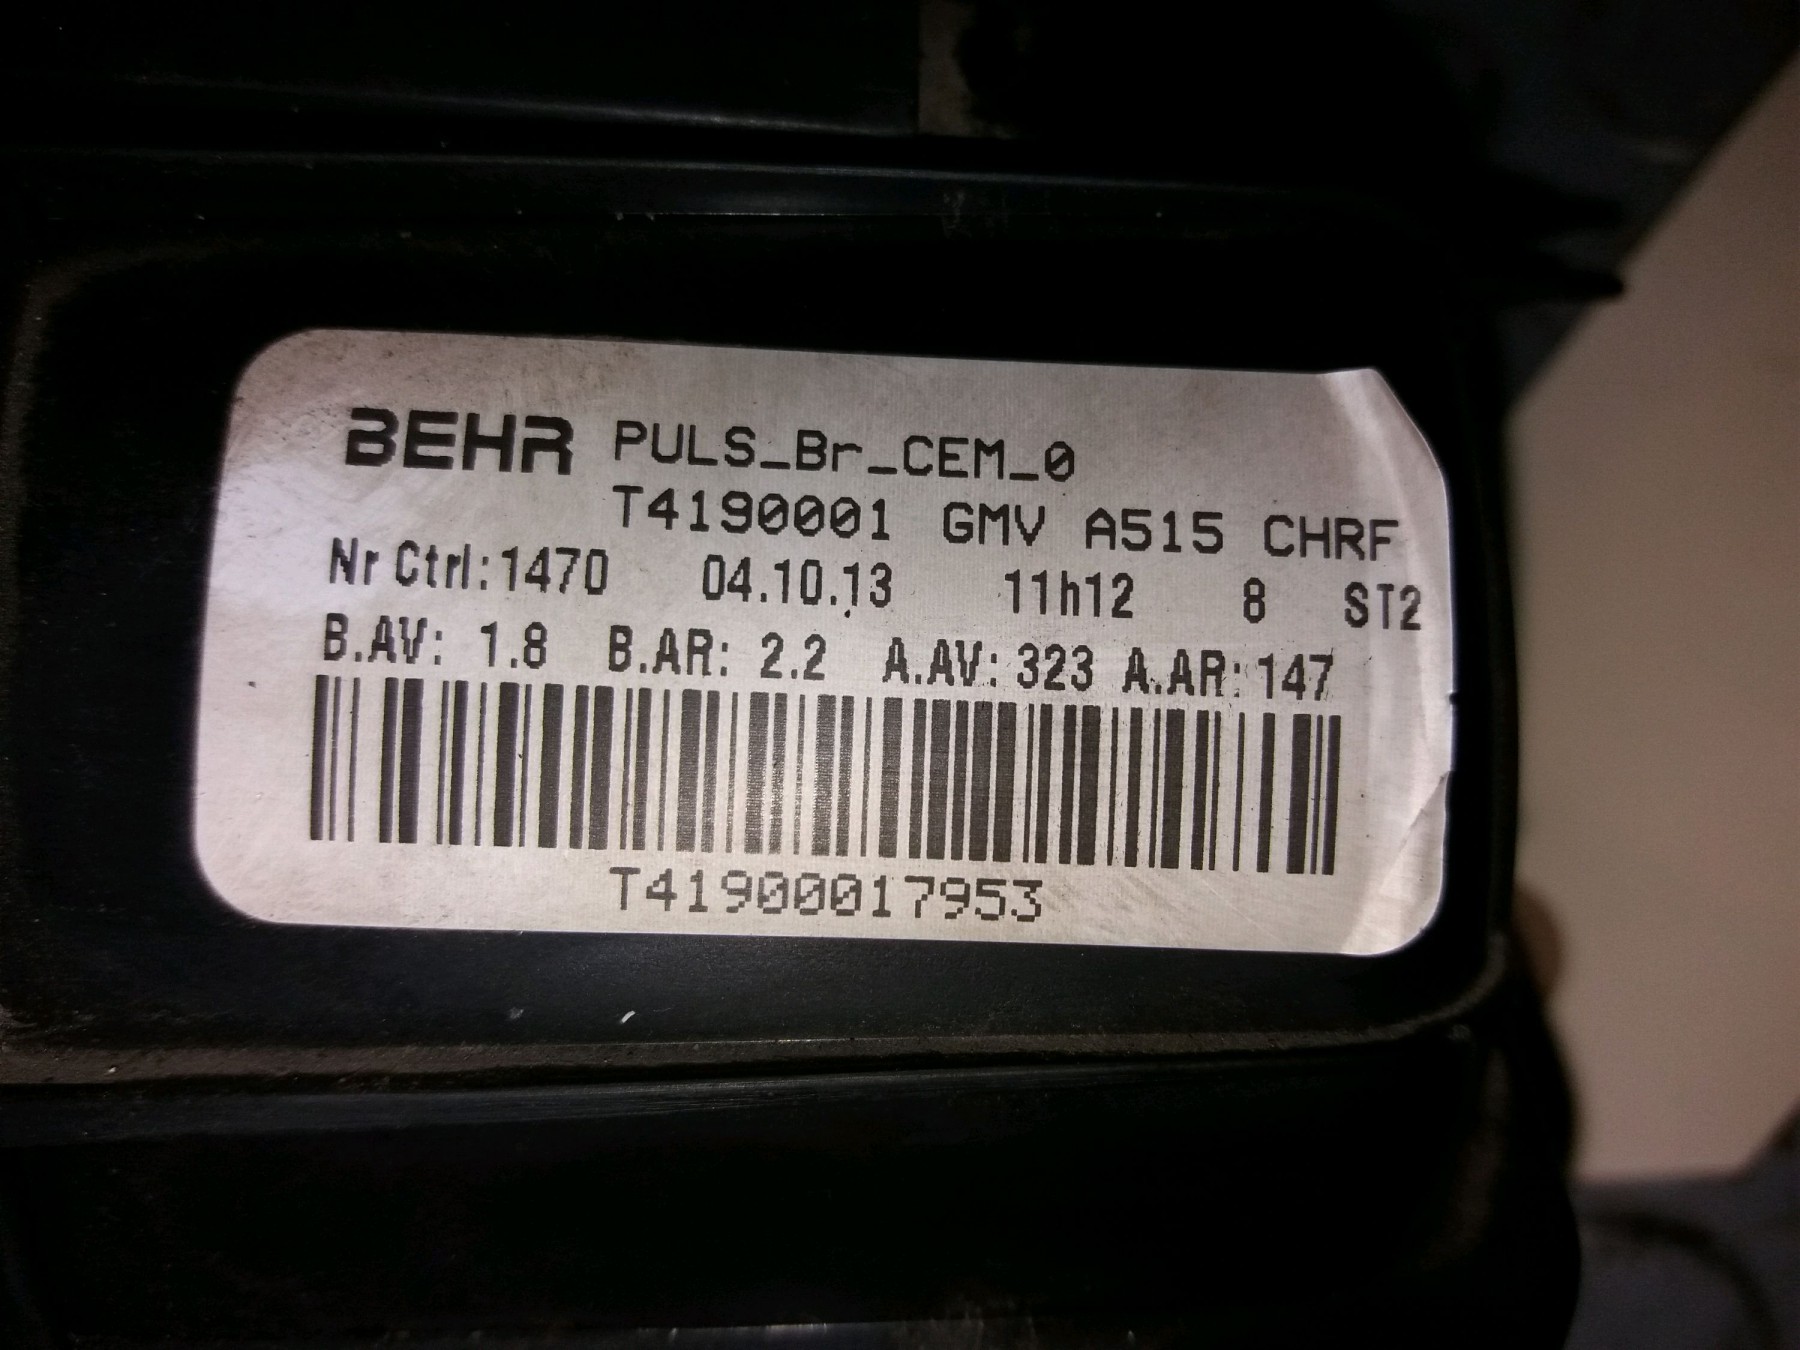 BEHR PULS_Br_CEM_0
T4190001 GMV A515 CHRF
Nr Ctrl:1470 04.10.13 11h12 8 ST2
B.AV: 1.8 B.AR: 2.2 A.AV: 323 A.AR: 147
T41900017953